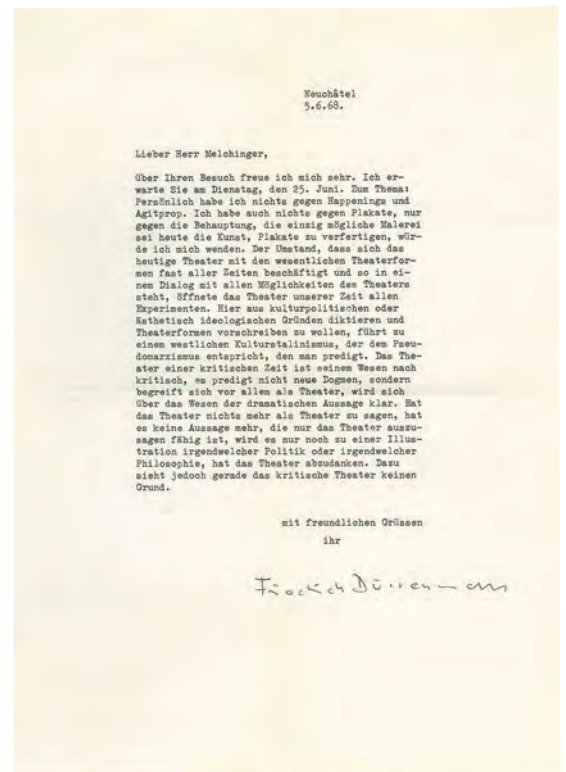 Neuchâtel
5.6.68.
Lieber Herr Melchinger,
über Ihren Besuch freue ich mich sehr. Ich er-
warte Sie am Dienstag, den 25. Juni. Zum Thema:
Persönlich habe ich nichts gegen Happenings und
Agitprop. Ich habe auch nichts gegen Plakate, nur
gegen die Behauptung, die einzig mögliche Malerei
sei heute die Kunst, Plakate zu verfertigen, wür-
de ich mich wenden. Der Umstand, dass sich das
heutige Theater mit den wesentlichen Theaterfor-
men fast aller Zeiten beschäftigt und so in ei-
nem Dialog mit allen Möglichkeiten des Theaters
steht, öffnete das Theater unserer Zeit allen
Experimenten. Hier aus kulturpolitischen oder
ästhetisch ideologischen Gründen diktieren und
Theaterformen vorschreiben zu wollen, führt zu
einem westlichen Kulturstalinismus, der dem Pseu-
domarxismus entspricht, den man predigt. Das The-
ater einer kritischen Zeit ist seinem Wesen nach
kritisch, es predigt nicht neue Dogmen, sondern
begreift sich vor allem als Theater, wird sich
über das Wesen der dramatischen Aussage klar. Hat
das Theater nichts mehr als Theater zu sagen, hat
es keine Aussage mehr, die nur das Theater auszu-
sagen fähig ist, wird es nur noch zu einer Illus-
tration irgendwelcher Politik oder irgendwelcher
Philosophie, hat das Theater abzudanken. Dazu
sieht jedoch gerade das kritische Theater keinen
Grund.
mit freundlichen Grüssen
ihr
Friedrich Dürrenmatt